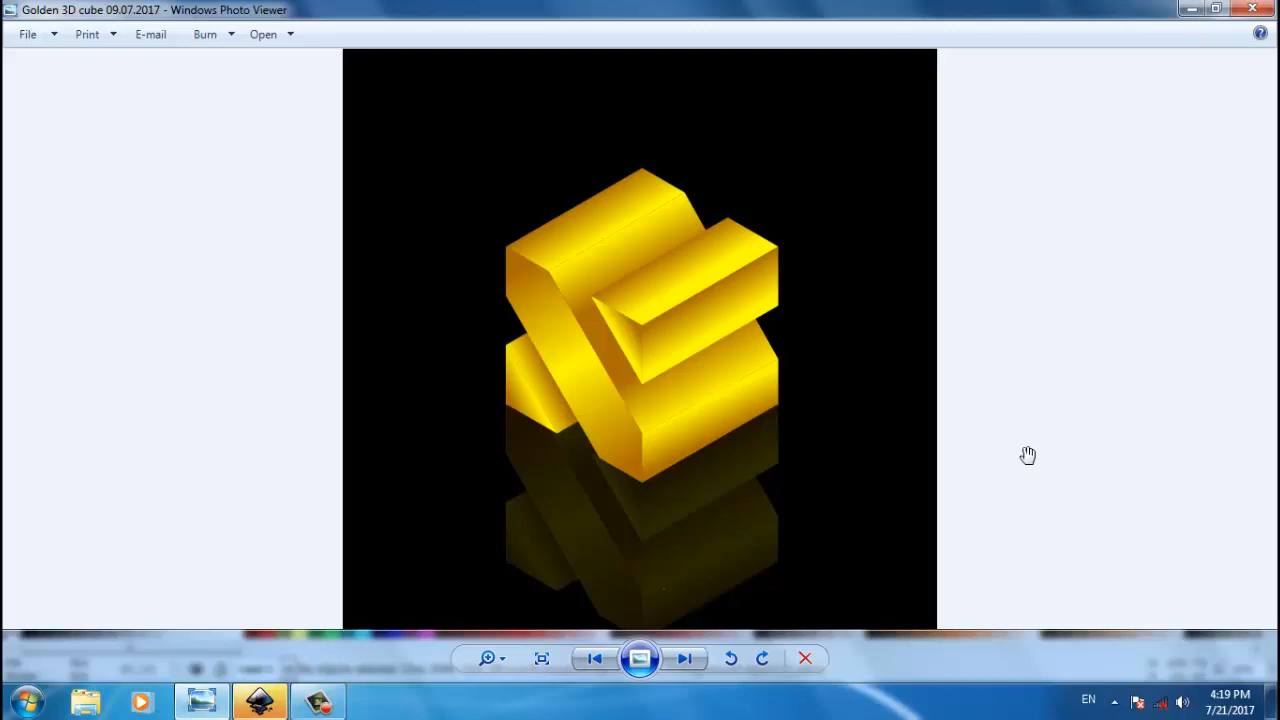 Golden 3D cube 09.07.2017 - Windows Photo Viewer
File Print E-mail Burn Open
EN
4:19 PM
7/21/2017